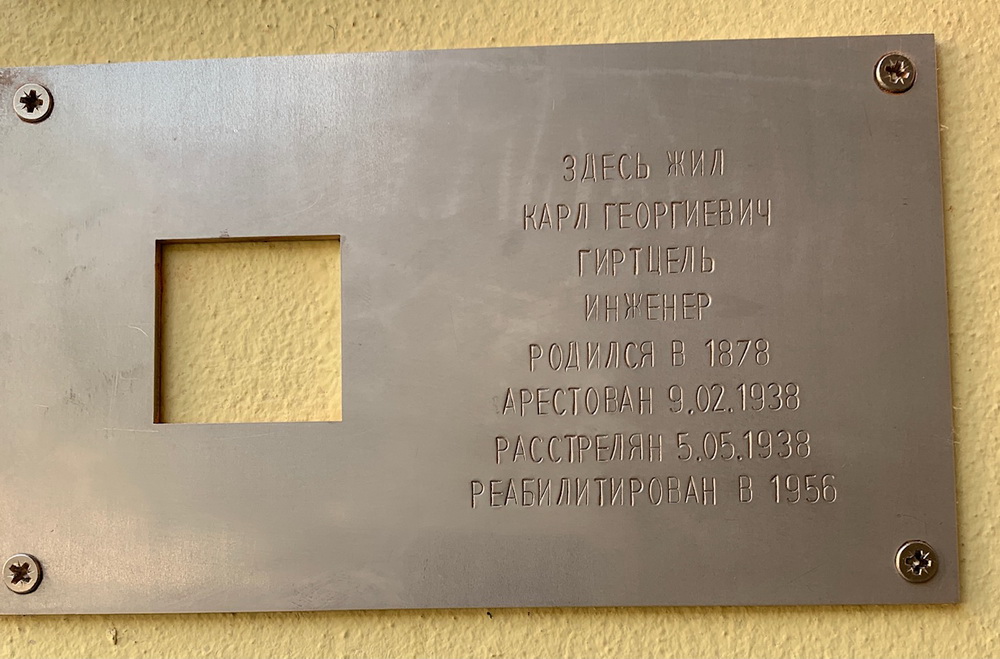 ЗДЕСЬ ЖИЛ
КАРЛ ГЕОРГИЕВИЧ
ГИРТЦЕЛЬ
ИНЖЕНЕР
РОДИЛСЯ В 1878
АРЕСТОВАН 9.02.1938
РАССТРЕЛЯН 5.05.1938
РЕАБИЛИТИРОВАН В 1956